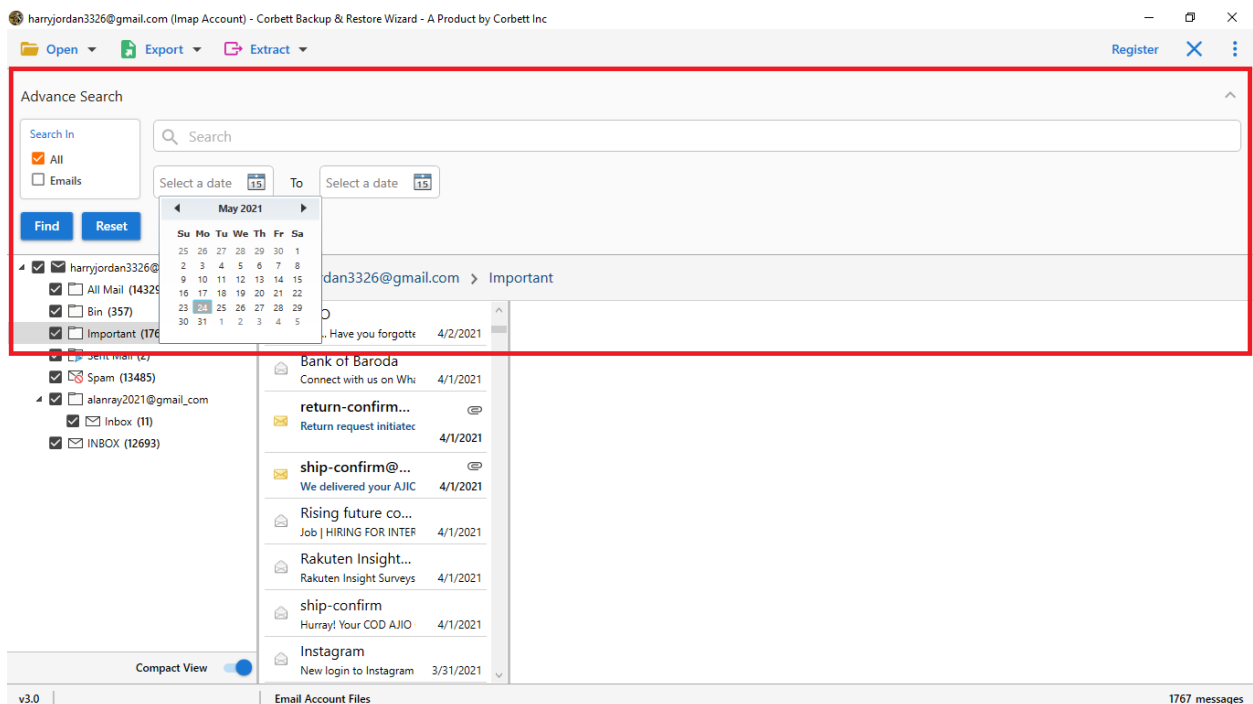 harryjordan3326@gmail.com (Imap Account) - Corbett Backup & Restore Wizard - A Product by Corbett Inc
Open Export Extract Register
Advance Search
Search In
All
Emails
Search
Select a date 15 To Select a date 15
Find Reset
May 2021
Su Mo Tu We Th Fr Sa
25 26 27 28 29 30 1
2 3 4 5 6 7 8
9 10 11 12 13 14 15
16 17 18 19 20 21 22
23 24 25 26 27 28 29
30 31 1 2 3 4 5
harryjordan3326@
All Mail (14329
Bin (357)
Important (176
Sent Mail (2)
Spam (13485)
alanray2021@gmail_com
Inbox (11)
INBOX (12693)
dan3326@gmail.com > Important
O
.. Have you forgotte 4/2/2021
Bank of Baroda
Connect with us on Wha 4/1/2021
return-confirm...
Return request initiated
4/1/2021
ship-confirm@...
We delivered your AJIC 4/1/2021
Rising future co...
Job | HIRING FOR INTER 4/1/2021
Rakuten Insight...
Rakuten Insight Surveys 4/1/2021
ship-confirm
Hurray! Your COD AJIO 4/1/2021
Instagram
New login to Instagram 3/31/2021
Compact View
v3.0 Email Account Files 1767 messages